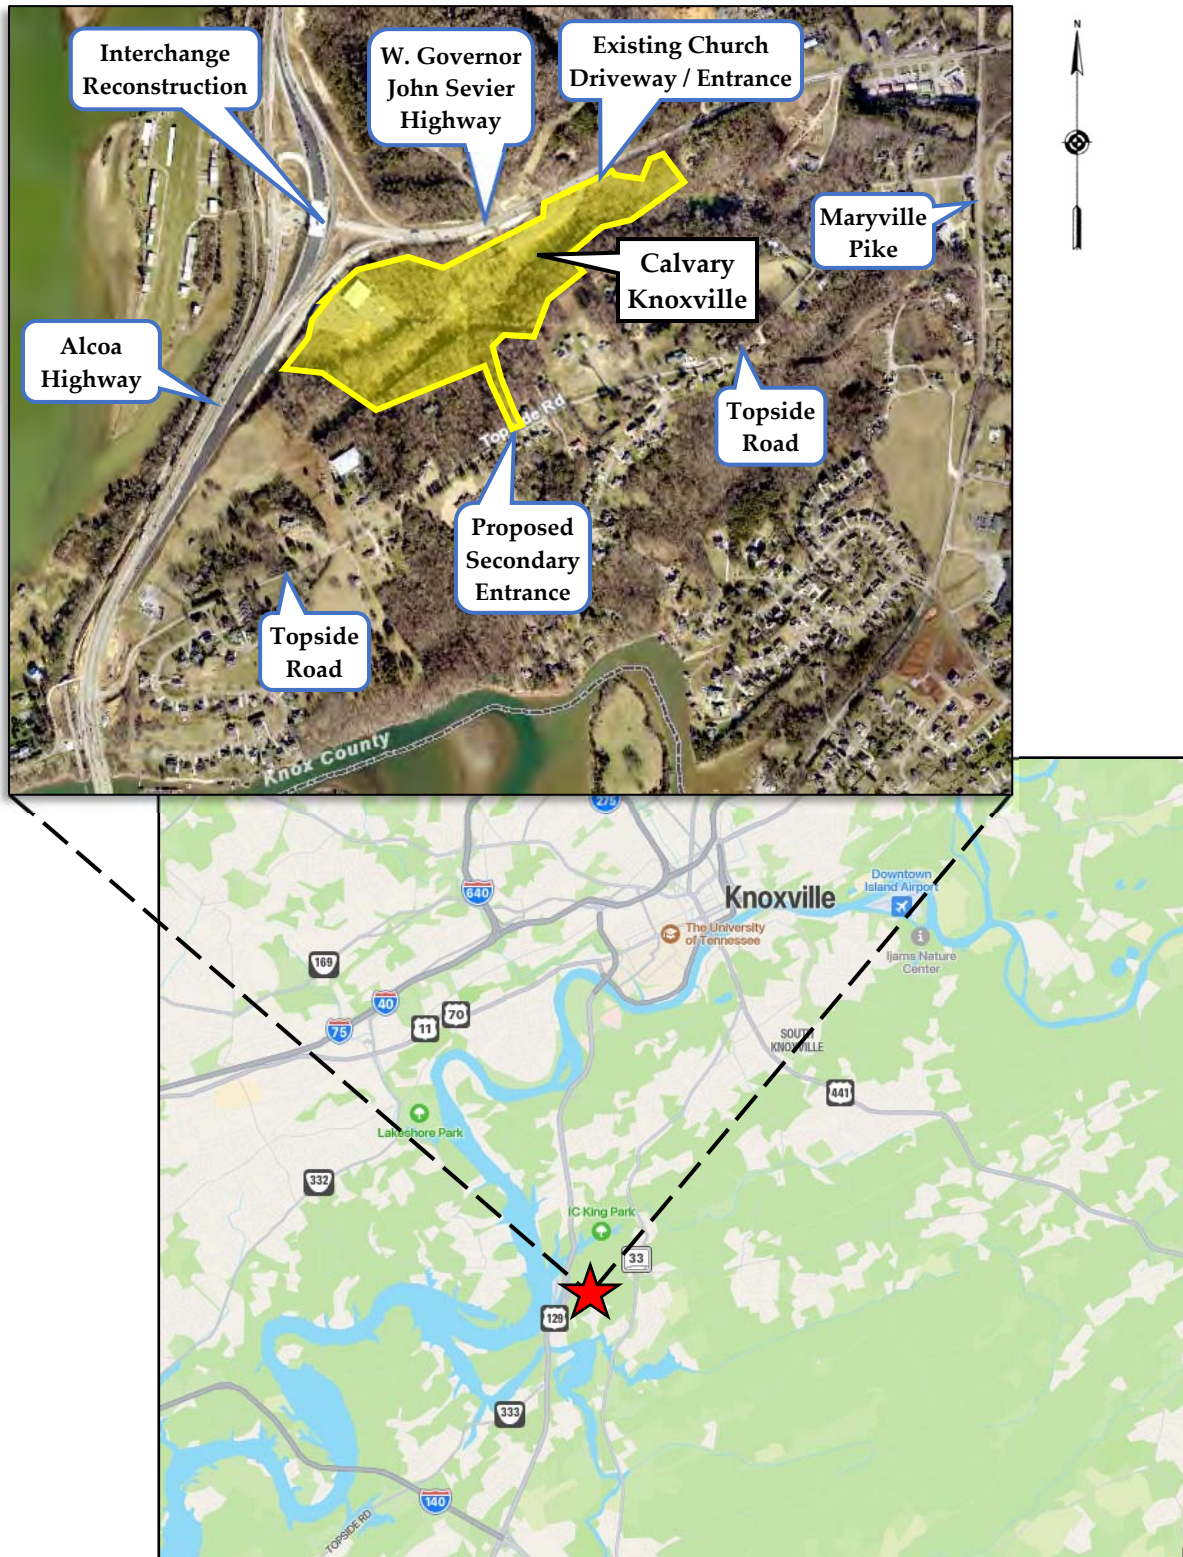 N
Interchange
Reconstruction
W. Governor
John Sevier
Highway
Existing Church
Driveway / Entrance
Maryville
Pike
Calvary
Knoxville
Alcoa
Highway
Topside
Road
Topside Rd
Proposed
Secondary
Entrance
Topside
Road
Knox County
275
640
Knoxville
Downtown
Island Airport
The University
of Tennessee
Ijams Nature
Center
169
40
75
11
70
SOUTH
KNOXVILLE
441
Lakeshore Park
332
IC King Park
33
129
333
140
TOPSIDE RD